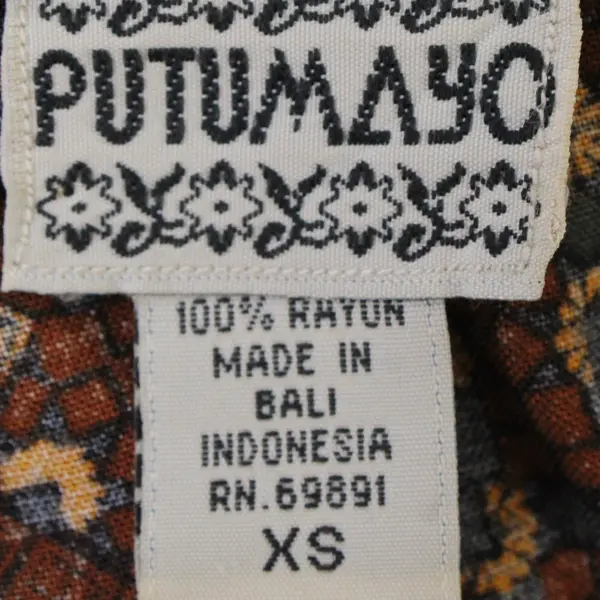 PUTUMAYO
100% RAYON
MADE IN
BALI
INDONESIA
RN.69891
XS